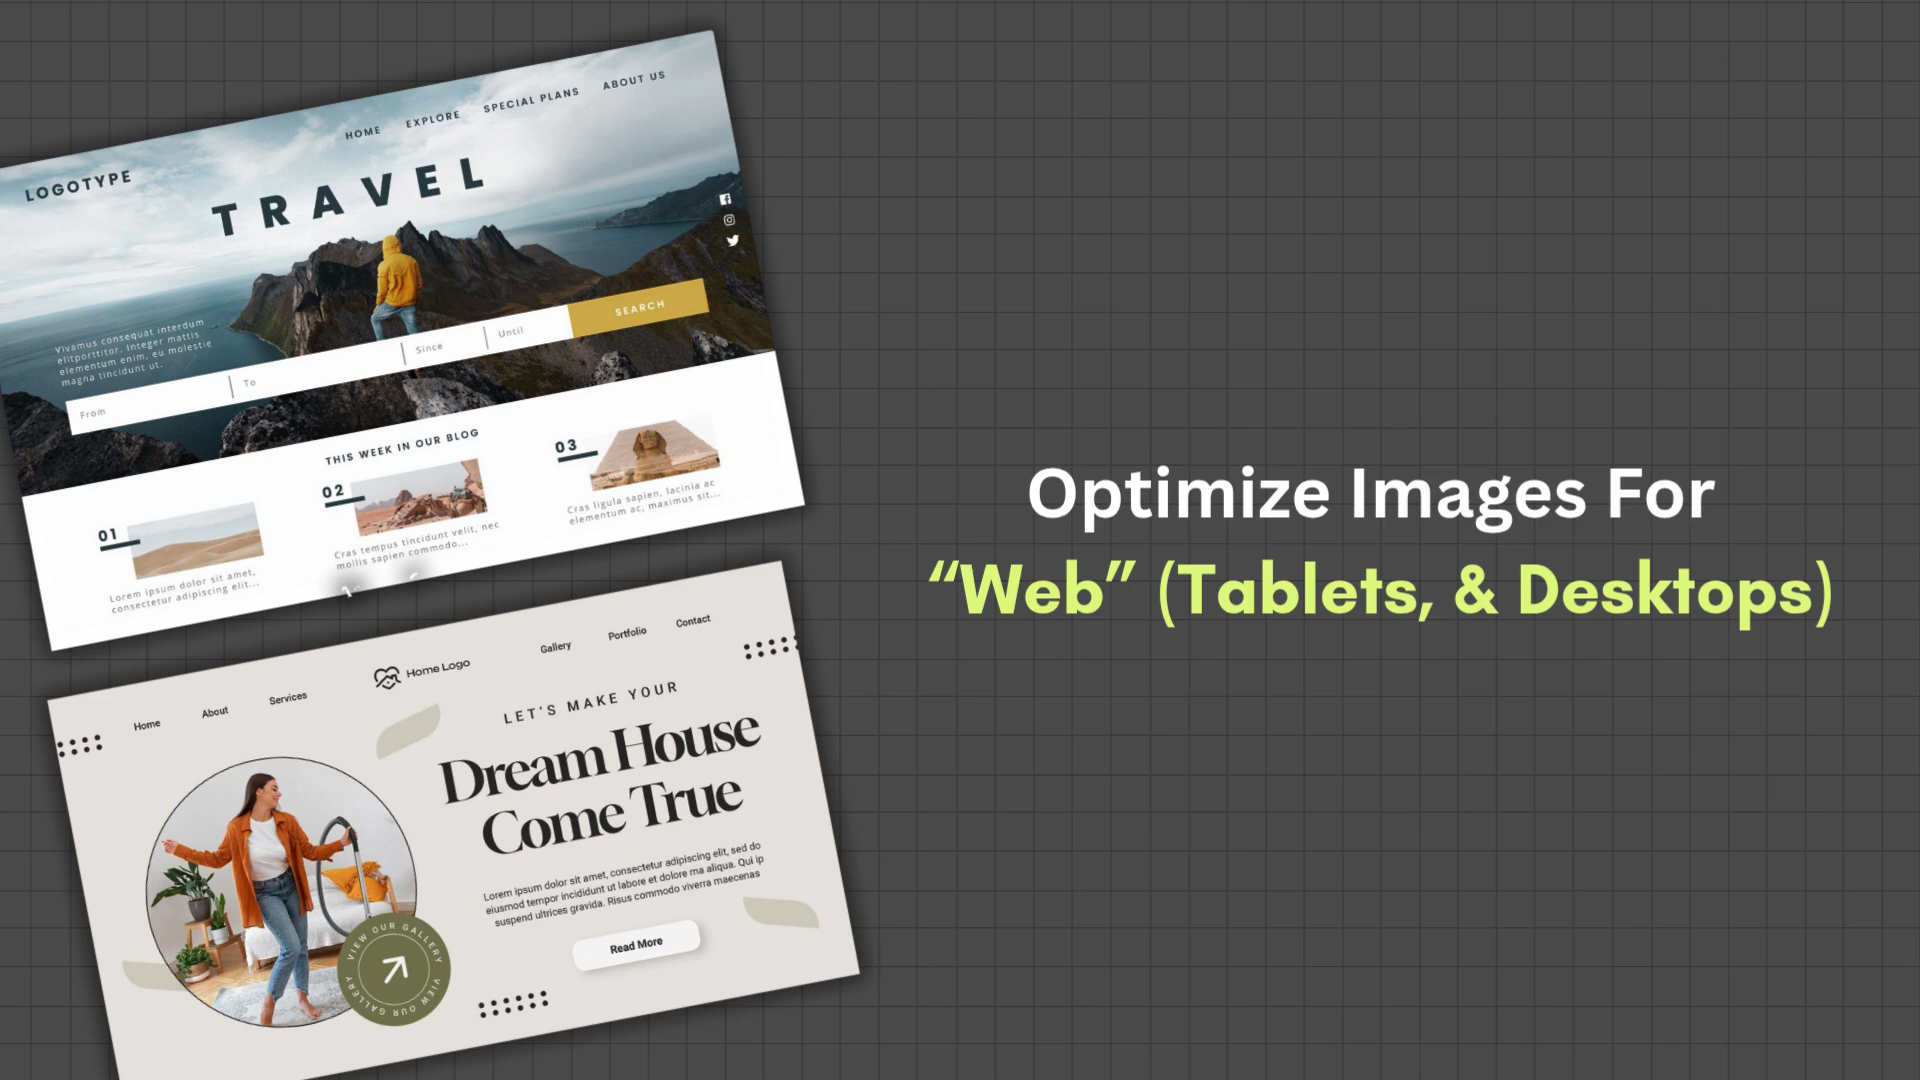 HOME EXPLORE SPECIAL PLANS ABOUT US
LOGOTYPE
TRAVEL
Vivamus consequat interdum
elitporttitor. Integer mattis
elementum enim, eu molestie
magna tincidunt ut.
From To Since Until SEARCH
THIS WEEK IN OUR BLOG
01
Lorem ipsum dolor sit amet,
consectetur adipiscing elit...
02
Cras tempus tincidunt velit, nec
mollis sapien commodo...
03
Cras ligula sapien, lacinia ac
elementum ac, maximus sit...
Optimize Images For
“Web” (Tablets, & Desktops)
Home About Services Home Logo Gallery Portfolio Contact
LET'S MAKE YOUR
Dream House
Come True
Lorem ipsum dolor sit amet, consectetur adipiscing elit, sed do
eiusmod tempor incididunt ut labore et dolore ma aliqua. Qui ip
suspend ultrices gravida. Risus commodo viverra maecenas
Read More
VIEW OUR GALLERY VIEW OUR GALLERY